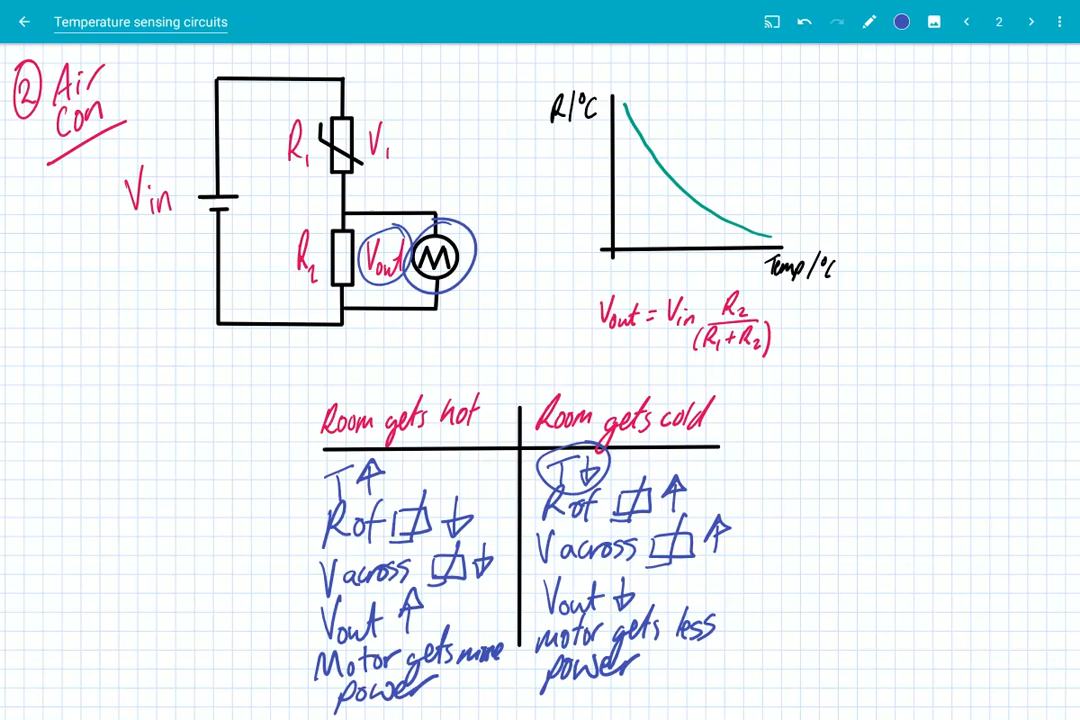 Temperature sensing circuits
2
② Air
Con
Vin
R₁
V₁
R₂
Vout
M
R/°C
Temp/°C
Vout = Vin R₂/(R₁+R₂)
Room gets hot
T↑
R of ↓
V across ↓
Vout ↑
Motor gets more
power
Room gets cold
T↓
R of ↑
V across ↑
Vout ↓
motor gets less
power